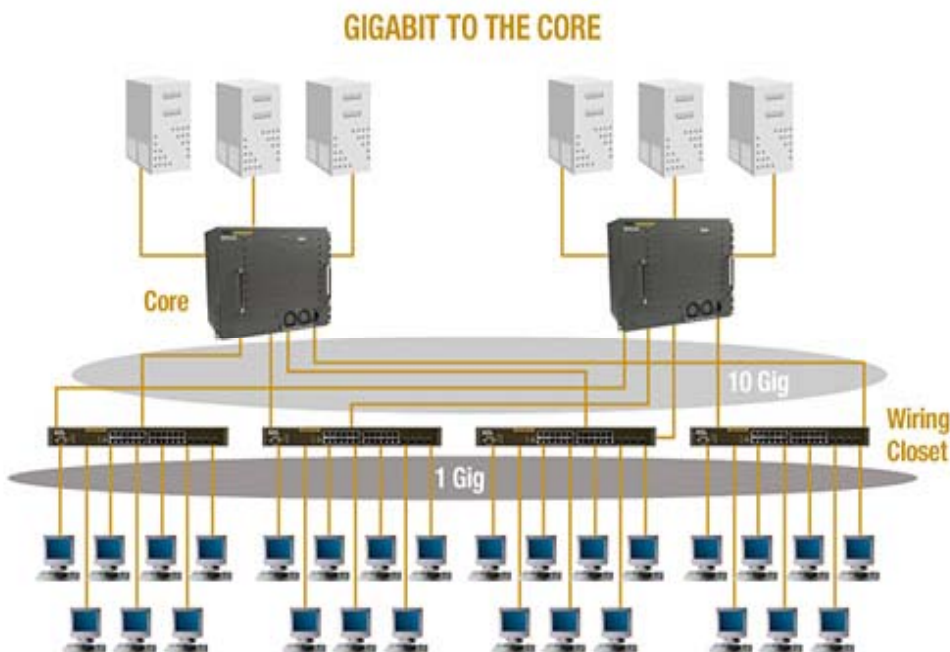 GIGABIT TO THE CORE
Core
10 Gig
Wiring
Closet
1 Gig